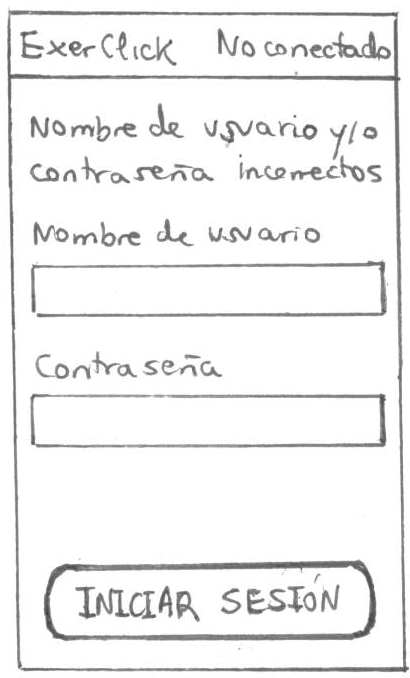 ExerClick No conectado
Nombre de usuario y/o
contraseña incorrectos
Nombre de usuario
Contraseña
INICIAR SESIÓN